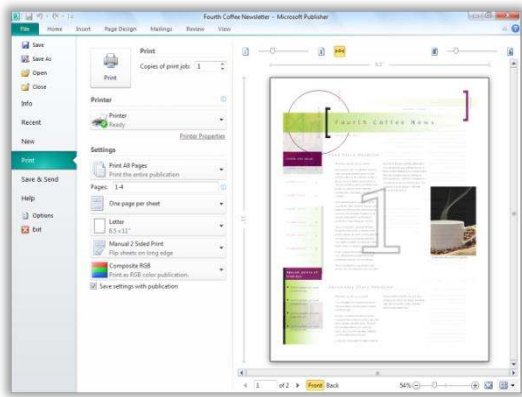 Fourth Coffee Newsletter - Microsoft Publisher
File Home Insert Page Design Mailings Review View
Save
Save As
Open
Close
Info
Recent
New
Print
Save & Send
Help
Options
Exit
Print
Print
Copies of print job: 1
Printer
Printer
Ready
Printer Properties
Settings
Print All Pages
Print the entire publication
Pages: 1-4
One page per sheet
Letter
8.5 x 11"
Manual 2 Sided Print
Flip sheets on long edge
Composite RGB
Print as RGB color publication.
Save settings with publication
Fourth Coffee News
1
1 of 2 Front Back
54%